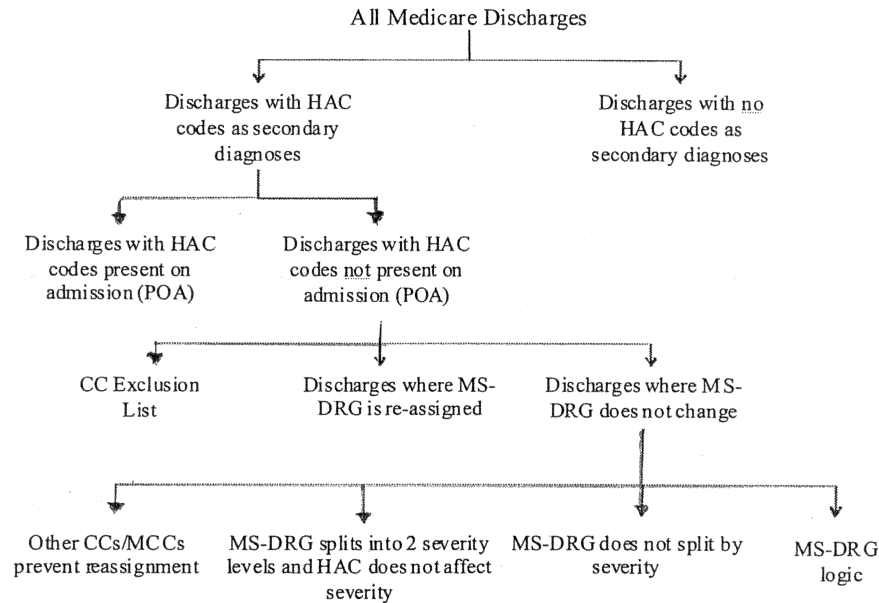 All Medicare Discharges
Discharges with HAC
codes as secondary
diagnoses
Discharges with no
HAC codes as
secondary diagnoses
Discharges with HAC
codes present on
admission (POA)
Discharges with HAC
codes not present on
admission (POA)
CC Exclusion
List
Discharges where MS-
DRG is re-assigned
Discharges where MS-
DRG does not change
Other CCs/MCCs
prevent reassignment
MS-DRG splits into 2 severity
levels and HAC does not affect
severity
MS-DRG does not split by
severity
MS-DRG
logic